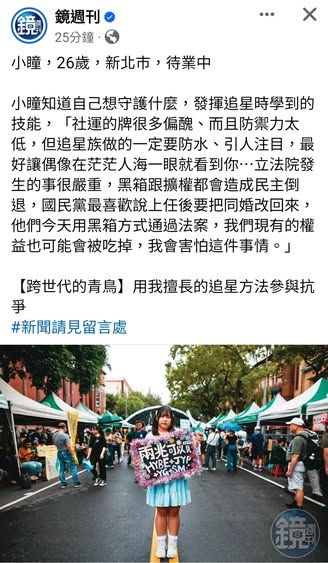 鏡週刊
25分鐘
小瞳，26歲，新北市，待業中
小瞳知道自己想守護什麼，發揮追星時學到的
技能，「社運的牌很多偏醜、而且防禦力太
低，但追星族做的一定要防水、引人注目，最
好讓偶像在茫茫人海一眼就看到你⋯立法院發
生的事很嚴重，黑箱跟擴權都會造成民主倒
退，國民黨最喜歡說上任後要把同婚改回來，
他們今天用黑箱方式通過法案，我們現有的權
益也可能會被吃掉，我會害怕這件事情。」
【跨世代的青鳥】用我擅長的追星方法參與抗
爭
#新聞請見留言處
兩兆可以買
HYBE+JYP
+YG+SM
鏡週刊